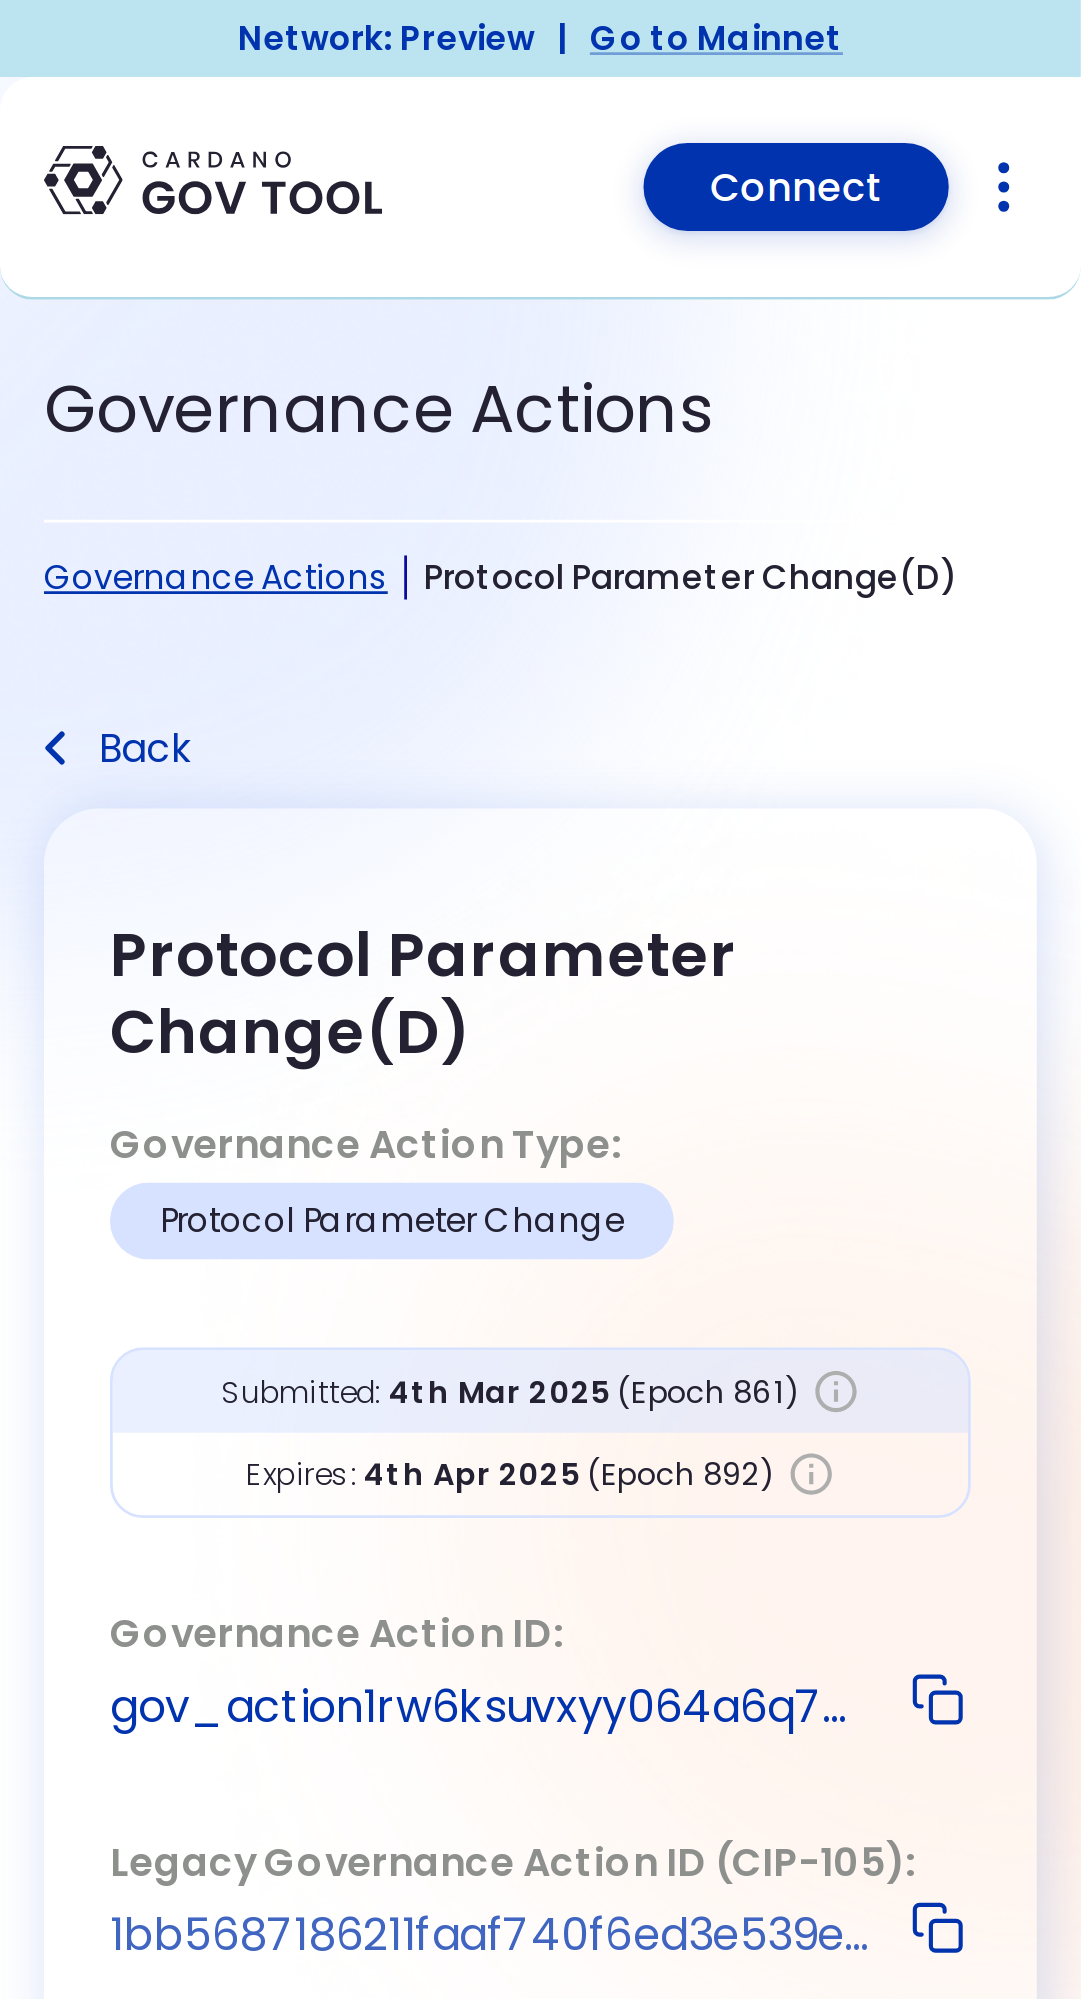 Network: Preview | Go to Mainnet
CARDANO
GOV TOOL
Connect
Governance Actions
Governance Actions | Protocol Parameter Change(D)
Back
Protocol Parameter
Change(D)
Governance Action Type:
Protocol Parameter Change
Submitted: 4th Mar 2025 (Epoch 861)
Expires: 4th Apr 2025 (Epoch 892)
Governance Action ID:
gov_action1rw6ksuvxyy064a6q7...
Legacy Governance Action ID (CIP-105):
1bb5687186211faaf740f6ed3e539e...